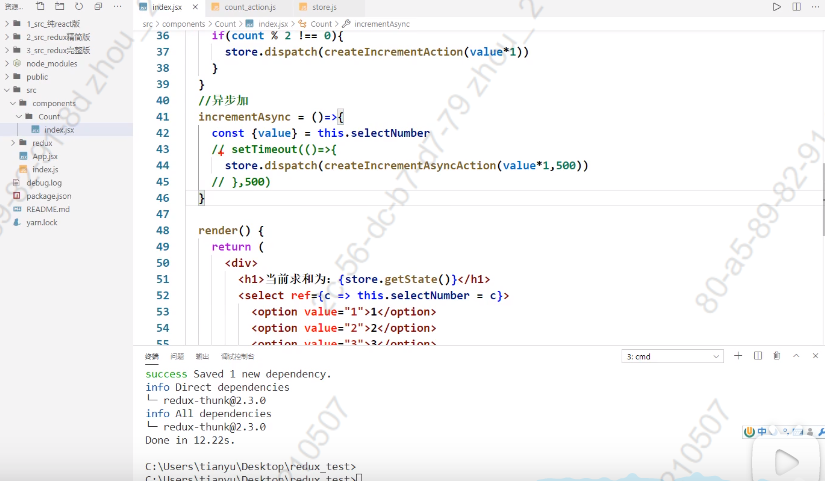 资源...
index.jsx
count_action.js
store.js
src > components > Count > index.jsx > Count > incrementAsync
1_src_纯react版
2_src_redux精简版
3_src_redux完整版
node_modules
public
src
components
Count
index.jsx
redux
App.jsx
index.js
debug.log
package.json
README.md
yarn.lock
36 if(count % 2 !== 0){
37 store.dispatch(createIncrementAction(value*1))
38 }
39 }
40 //异步加
41 incrementAsync = ()=>{
42 const {value} = this.selectNumber
43 // setTimeout(()=>{
44 store.dispatch(createIncrementAsyncAction(value*1,500))
45 // },500)
46 }
47
48 render() {
49 return (
50 <div>
51 <h1>当前求和为：{store.getState()}</h1>
52 <select ref={c => this.selectNumber = c}>
53 <option value="1">1</option>
54 <option value="2">2</option>
55 <option value="3">3</option>
终端 问题 输出 调试控制台
3: cmd
success Saved 1 new dependency.
info Direct dependencies
└─ redux-thunk@2.3.0
info All dependencies
└─ redux-thunk@2.3.0
Done in 12.22s.
C:\Users\tianyu\Desktop\redux_test>
C:\Users\tianyu\Desktop\redux_test>
中